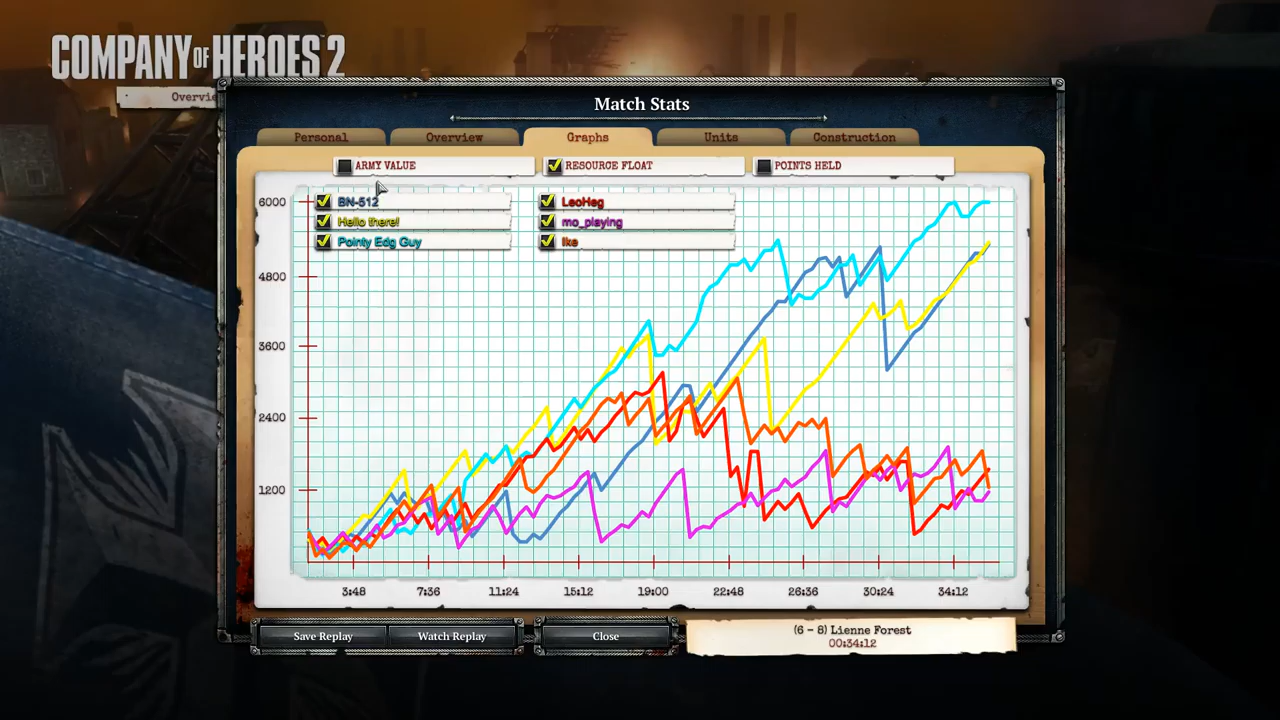 COMPANY OF HEROES 2
Overvie
Match Stats
Personal Overview Graphs Units Construction
ARMY VALUE RESOURCE FLOAT POINTS HELD
6000
4800
3600
2400
1200
BN-512 LeoHeg
Hello there! mo_playing
Pointy Edg Guy Ike
3:48 7:36 11:24 15:12 19:00 22:48 26:36 30:24 34:12
Save Replay Watch Replay Close
(6 - 8) Lienne Forest
00:34:12